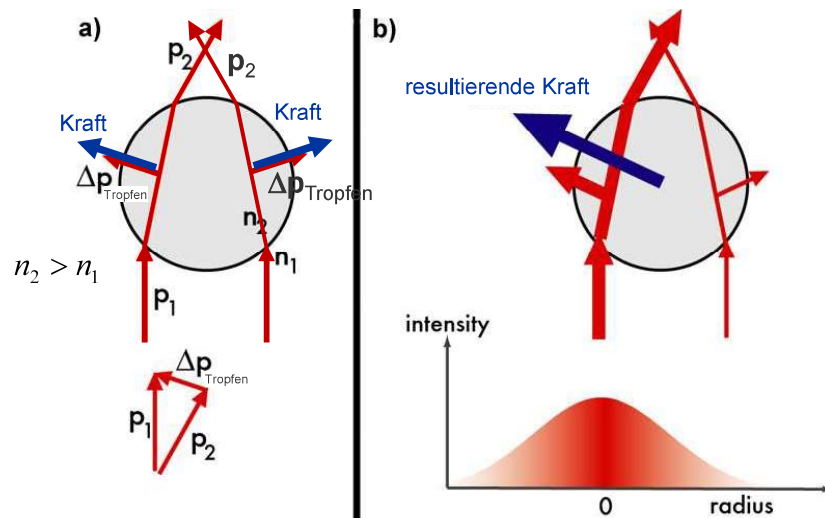 a)
p2
p2
Kraft
Kraft
ΔpTropfen
ΔpTropfen
n2
n2 > n1
n1
p1
ΔpTropfen
p1
p2
b)
resultierende Kraft
intensity
0
radius